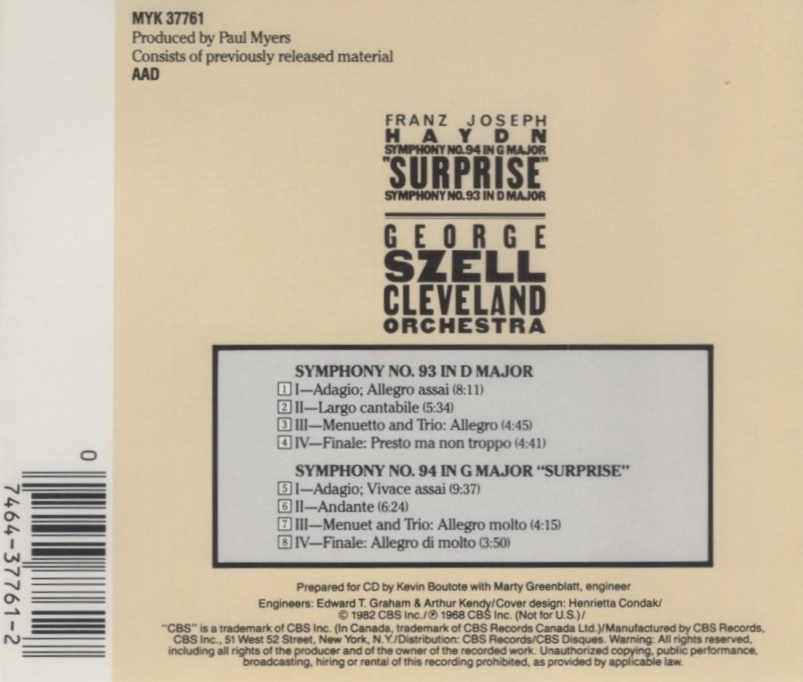 MYK 37761
Produced by Paul Myers
Consists of previously released material
AAD
FRANZ JOSEPH
HAYDN
SYMPHONY NO. 94 IN G MAJOR
"SURPRISE"
SYMPHONY NO. 93 IN D MAJOR
GEORGE
SZELL
CLEVELAND
ORCHESTRA
SYMPHONY NO. 93 IN D MAJOR
1 I—Adagio; Allegro assai (8:11)
2 II—Largo cantabile (5:34)
3 III—Menuetto and Trio: Allegro (4:45)
4 IV—Finale: Presto ma non troppo (4:41)
SYMPHONY NO. 94 IN G MAJOR “SURPRISE”
5 I—Adagio; Vivace assai (9:37)
6 II—Andante (6:24)
7 III—Menuet and Trio: Allegro molto (4:15)
8 IV—Finale: Allegro di molto (3:50)
Prepared for CD by Kevin Boutote with Marty Greenblatt, engineer
Engineers: Edward T. Graham & Arthur Kendy/Cover design: Henrietta Condak/
© 1982 CBS Inc./℗ 1968 CBS Inc. (Not for U.S.)/
"CBS" is a trademark of CBS Inc. (In Canada, trademark of CBS Records Canada Ltd.)/Manufactured by CBS Records,
CBS Inc., 51 West 52 Street, New York, N.Y./Distribution: CBS Records/CBS Disques. Warning: All rights reserved,
including all rights of the producer and of the owner of the recorded work. Unauthorized copying, public performance,
broadcasting, hiring or rental of this recording prohibited, as provided by applicable law.
0
7464-37761-2